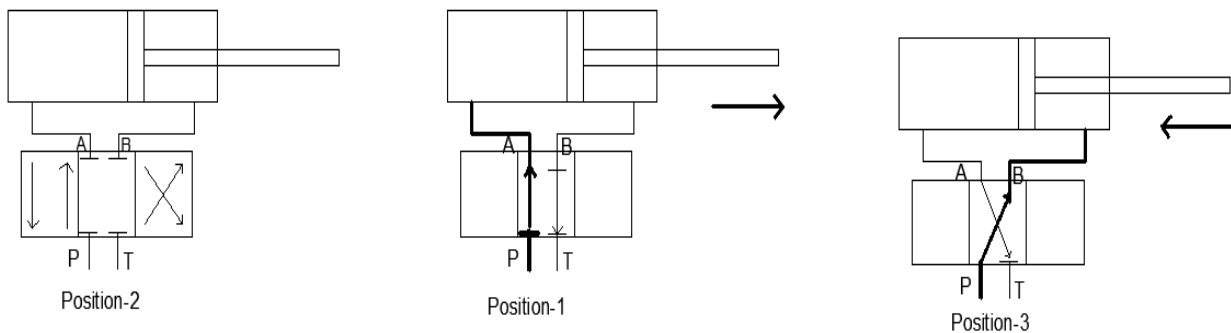 A B
P T
Position-2
A B
P T
Position-1
A B
P T
Position-3